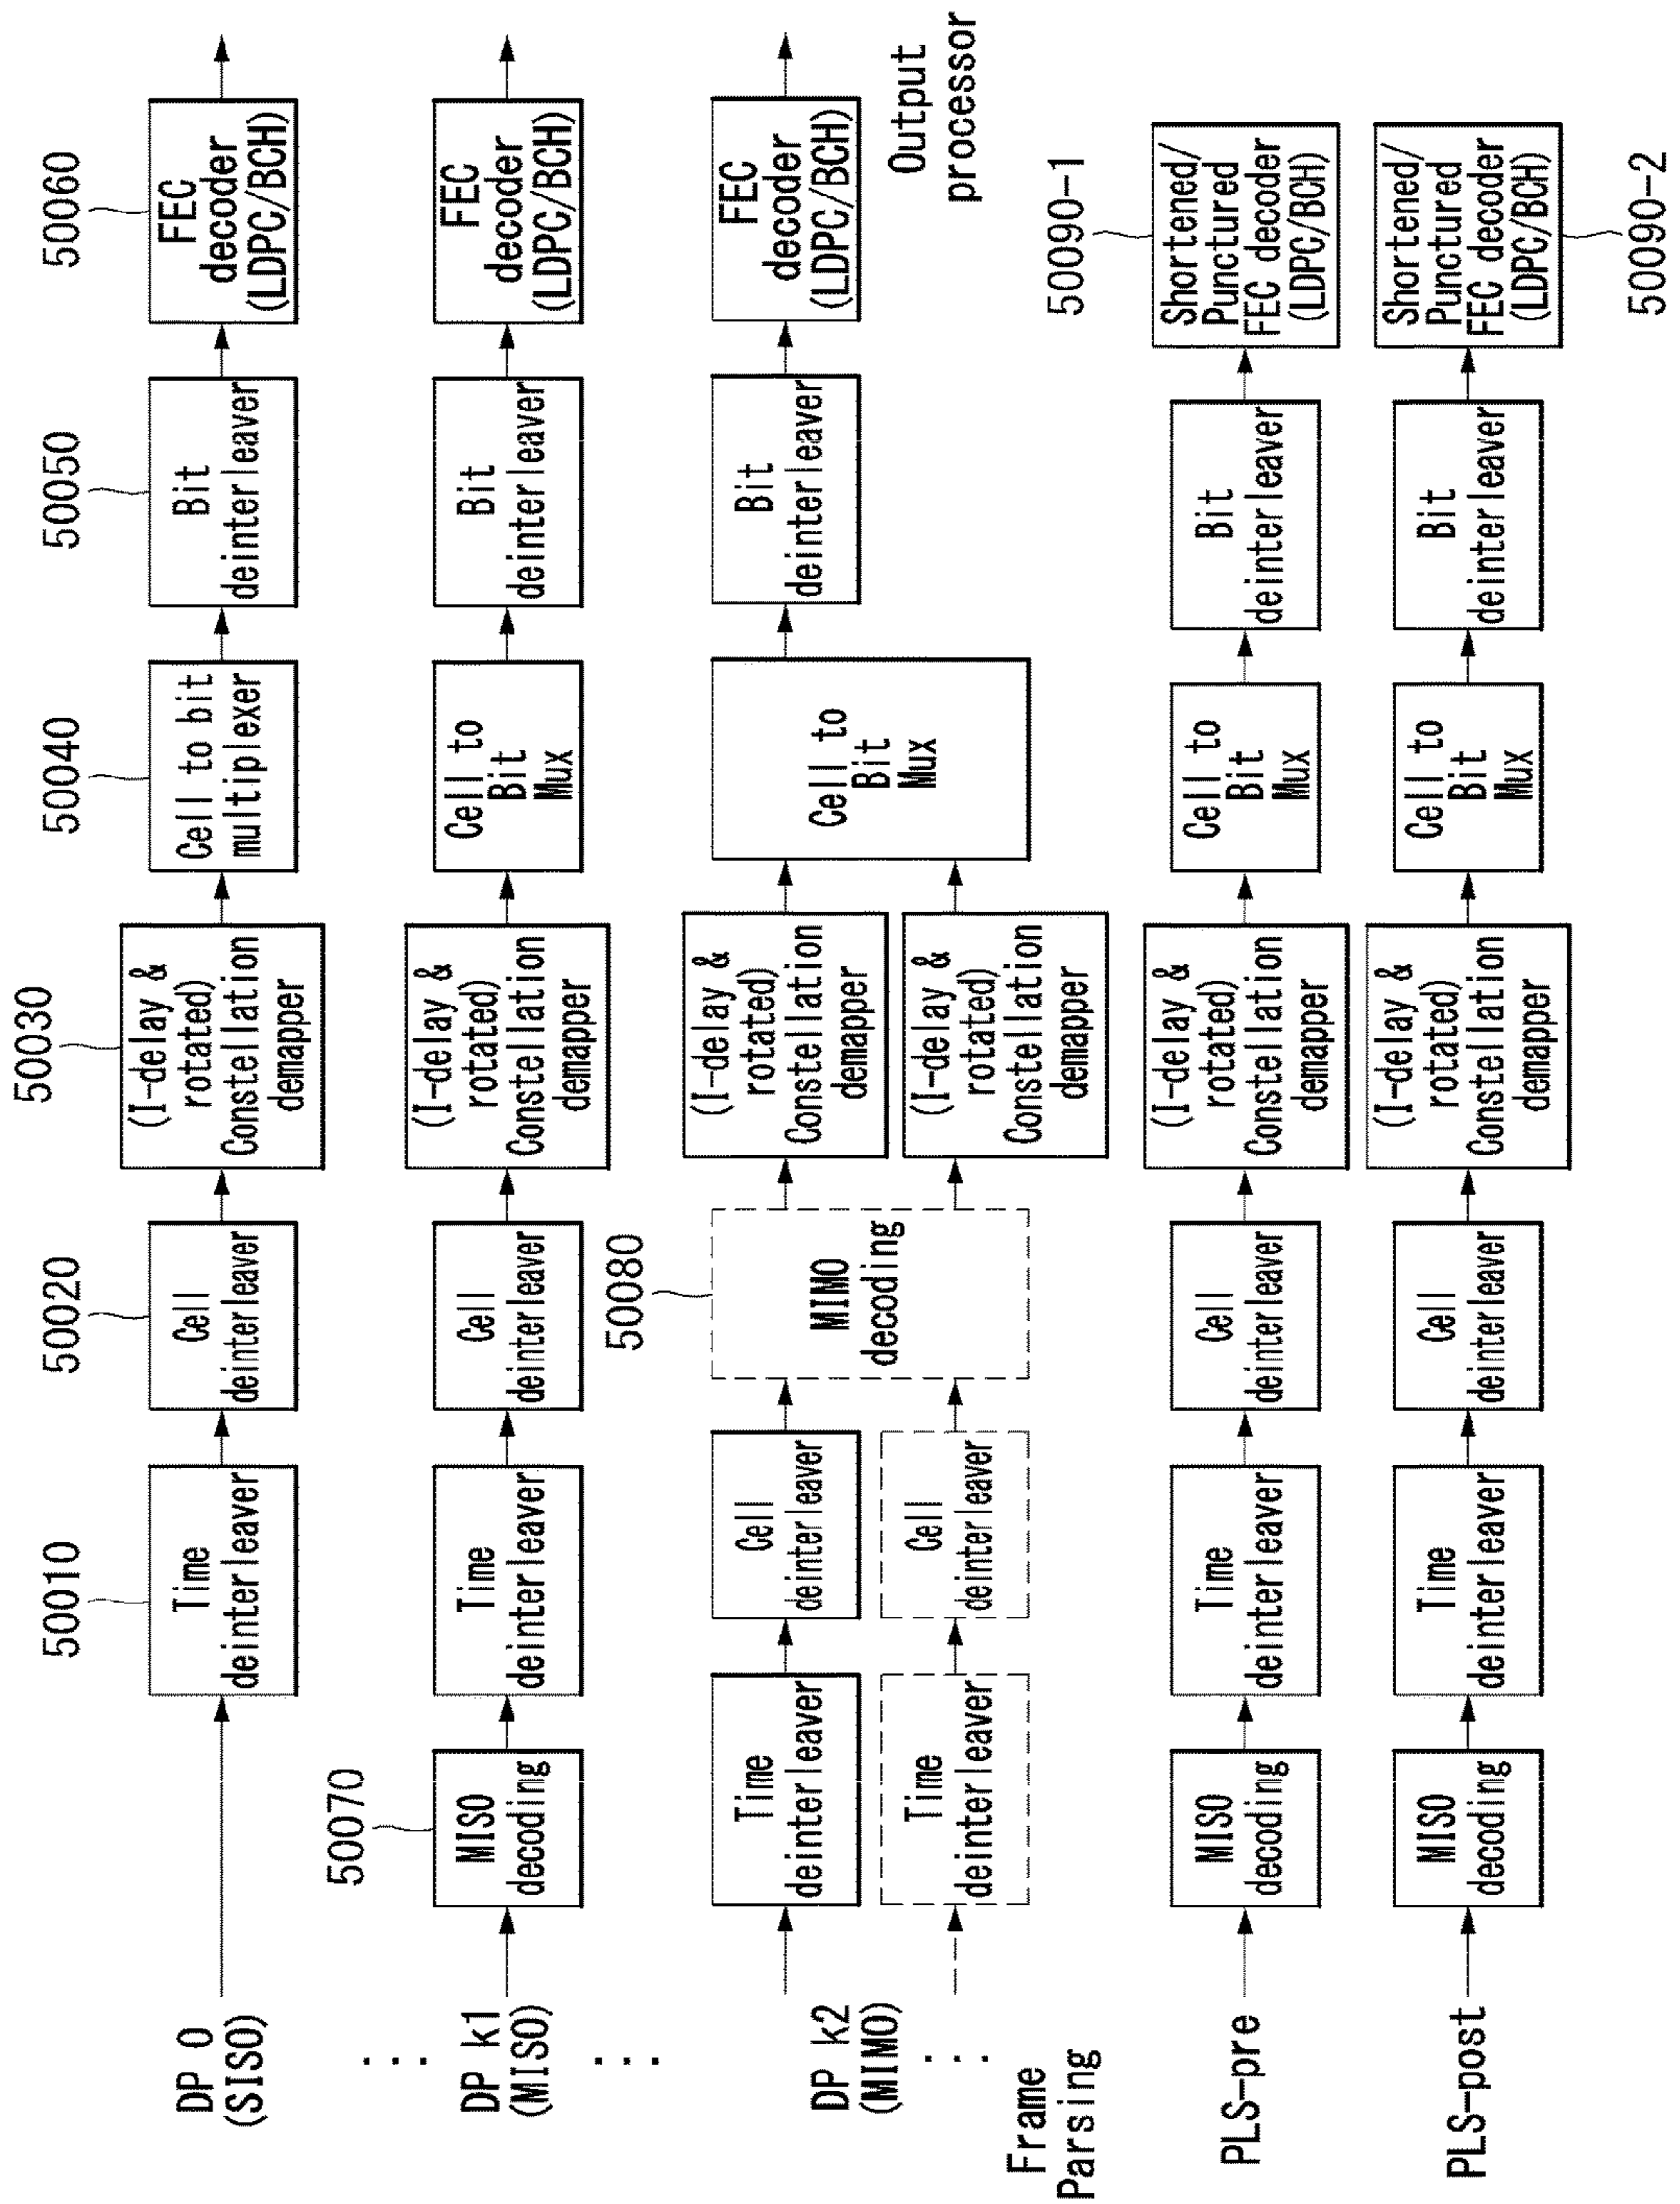 50010
50020
50030
50040
50050
50060
DP 0
(SISO)
Time
deinterleaver
Cell
deinterleaver
(I-delay &
rotated)
Constellation
demapper
Cell to bit
multiplexer
Bit
deinterleaver
FEC
decoder
(LDPC/BCH)
...
50070
DP k1
(MISO)
MISO
decoding
Time
deinterleaver
Cell
deinterleaver
(I-delay &
rotated)
Constellation
demapper
Cell to
Bit
Mux
Bit
deinterleaver
FEC
decoder
(LDPC/BCH)
...
50080
DP k2
(MIMO)
Time
deinterleaver
Cell
deinterleaver
Time
deinterleaver
Cell
deinterleaver
MIMO
decoding
(I-delay &
rotated)
Constellation
demapper
(I-delay &
rotated)
Constellation
demapper
Cell to
Bit
Mux
Bit
deinterleaver
FEC
decoder
(LDPC/BCH)
...
Frame
Parsing
Output
processor
50090-1
PLS-pre
MISO
decoding
Time
deinterleaver
Cell
deinterleaver
(I-delay &
rotated)
Constellation
demapper
Cell to
Bit
Mux
Bit
deinterleaver
Shortened/
Punctured
FEC decoder
(LDPC/BCH)
PLS-post
MISO
decoding
Time
deinterleaver
Cell
deinterleaver
(I-delay &
rotated)
Constellation
demapper
Cell to
Bit
Mux
Bit
deinterleaver
Shortened/
Punctured
FEC decoder
(LDPC/BCH)
50090-2